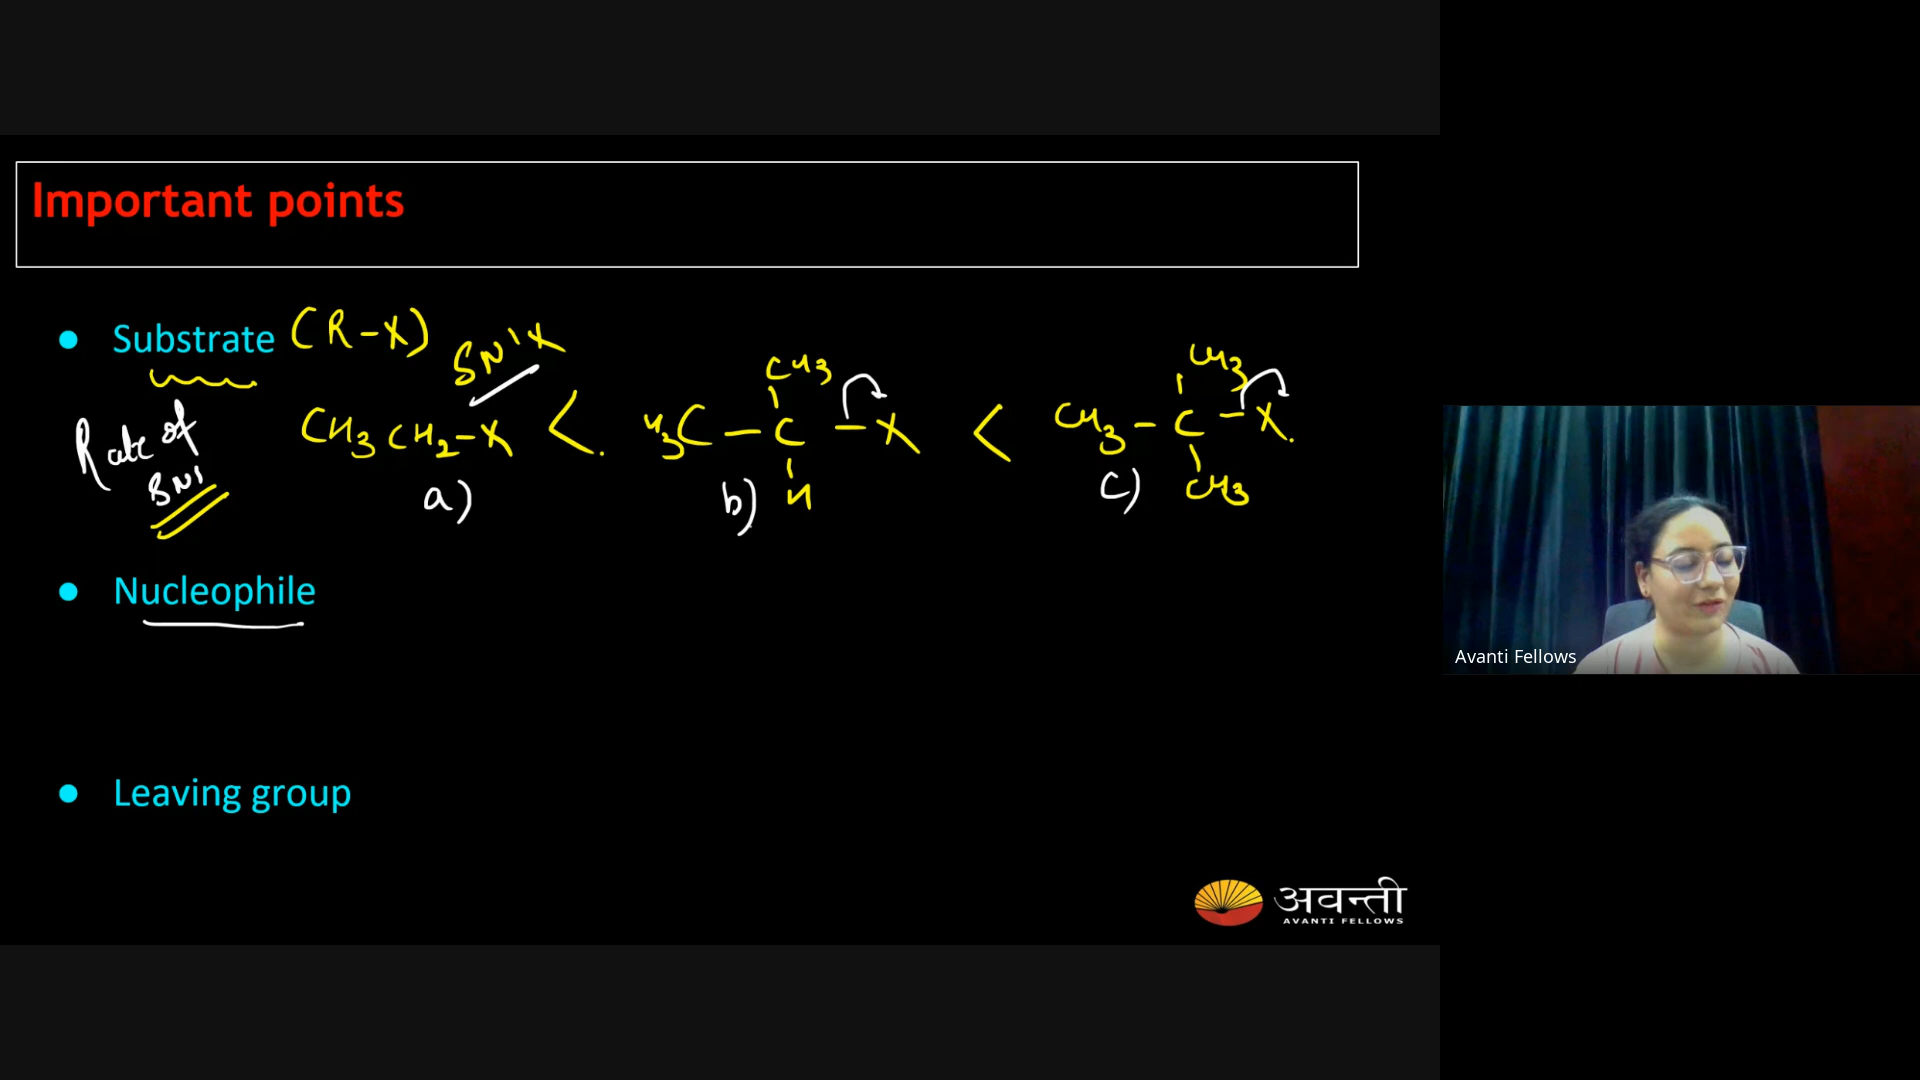 Important points
● Substrate (R-X)
SN1 X
Rate of SN1
CH3CH2-X < H3C-C-X < CH3-C-X
CH3
H
CH3
CH3
a) b) c)
● Nucleophile
● Leaving group
Avanti Fellows
अवन्ती
AVANTI FELLOWS